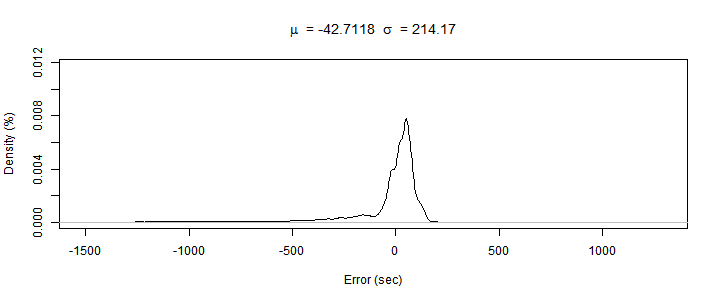 μ = -42.7118 σ = 214.17
Density (%)
0.012
0.008
0.004
0.000
-1500 -1000 -500 0 500 1000
Error (sec)